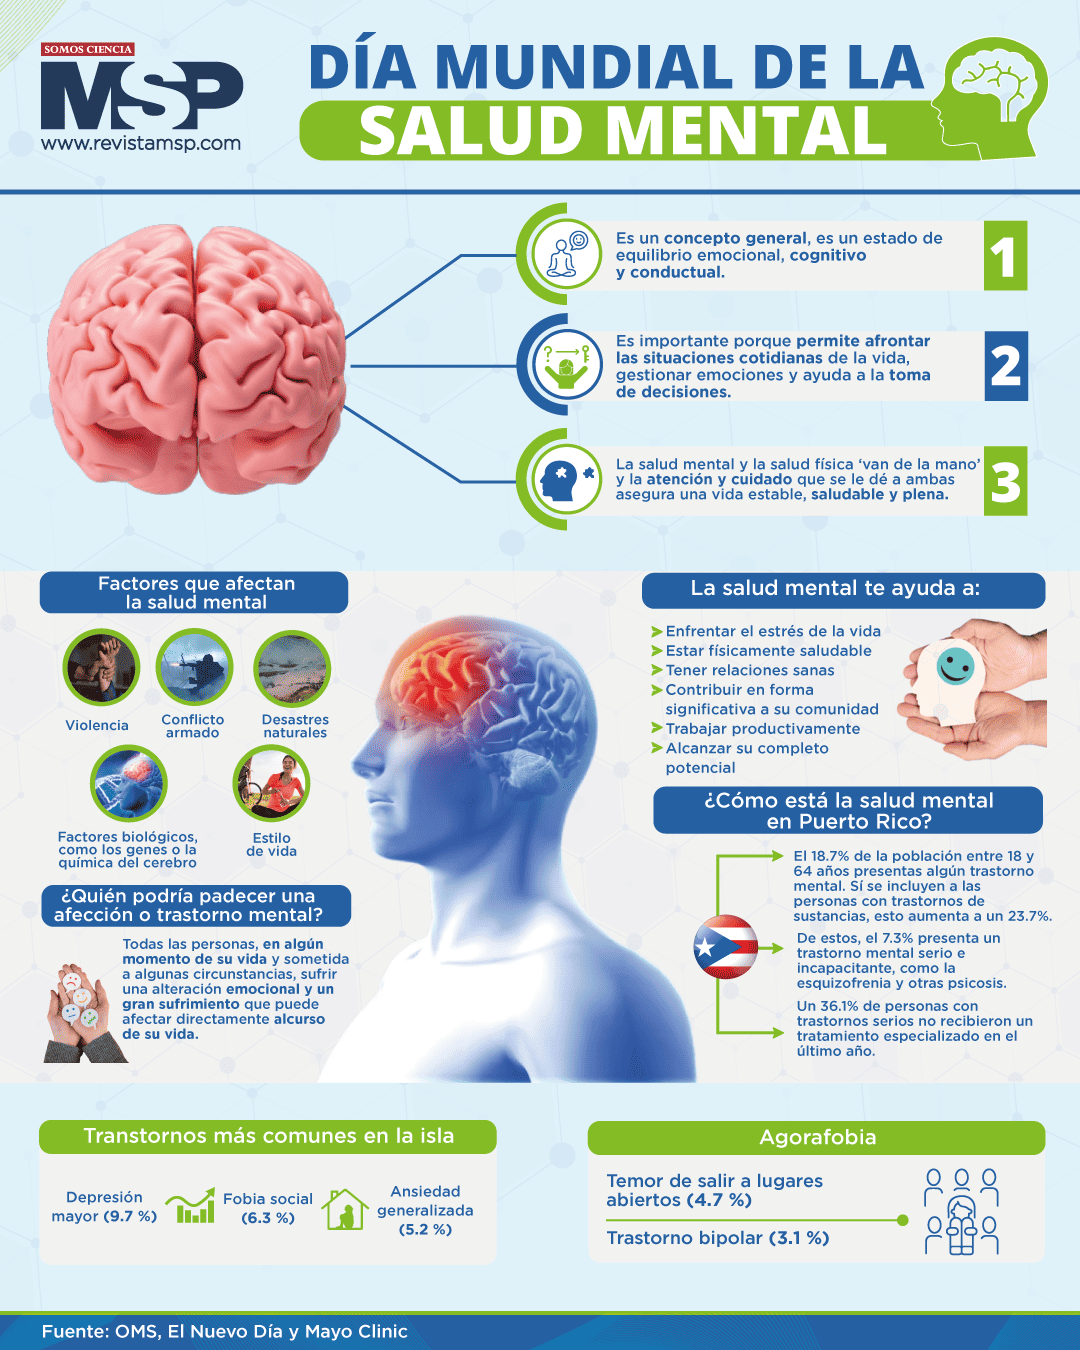 SOMOS CIENCIA
MSP
www.revistamsp.com
DÍA MUNDIAL DE LA
SALUD MENTAL
Es un concepto general, es un estado de
equilibrio emocional, cognitivo
y conductual.
1
Es importante porque permite afrontar
las situaciones cotidianas de la vida,
gestionar emociones y ayuda a la toma
de decisiones.
2
La salud mental y la salud física ‘van de la mano’
y la atención y cuidado que se le dé a ambas
asegura una vida estable, saludable y plena.
3
Factores que afectan
la salud mental
Violencia
Conflicto
armado
Desastres
naturales
Factores biológicos,
como los genes o la
química del cerebro
Estilo
de vida
¿Quién podría padecer una
afección o trastorno mental?
Todas las personas, en algún
momento de su vida y sometida
a algunas circunstancias, sufrir
una alteración emocional y un
gran sufrimiento que puede
afectar directamente alcurso
de su vida.
La salud mental te ayuda a:
Enfrentar el estrés de la vida
Estar físicamente saludable
Tener relaciones sanas
Contribuir en forma
significativa a su comunidad
Trabajar productivamente
Alcanzar su completo
potencial
¿Cómo está la salud mental
en Puerto Rico?
El 18.7% de la población entre 18 y
64 años presentas algún trastorno
mental. Sí se incluyen a las
personas con trastornos de
sustancias, esto aumenta a un 23.7%.
De estos, el 7.3% presenta un
trastorno mental serio e
incapacitante, como la
esquizofrenia y otras psicosis.
Un 36.1% de personas con
trastornos serios no recibieron un
tratamiento especializado en el
último año.
Transtornos más comunes en la isla
Depresión
mayor (9.7 %)
Fobia social
(6.3 %)
Ansiedad
generalizada
(5.2 %)
Agorafobia
Temor de salir a lugares
abiertos (4.7 %)
Trastorno bipolar (3.1 %)
Fuente: OMS, El Nuevo Día y Mayo Clinic